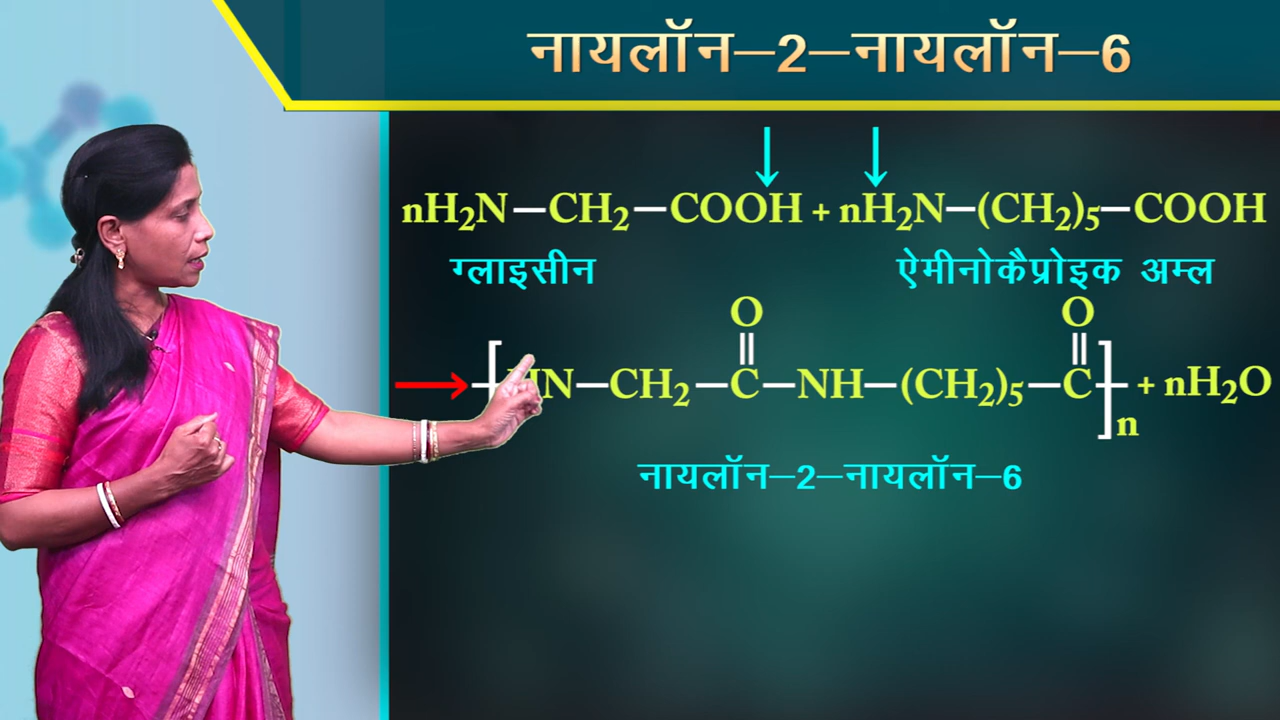 नायलॉन–2–नायलॉन–6
nH₂N—CH₂—COOH + nH₂N—(CH₂)₅—COOH
ग्लाइसीन ऐमीनोकैप्रोइक अम्ल
O O
|| ||
→ –[HN—CH₂—C—NH—(CH₂)₅—C]– + nH₂O
n
नायलॉन–2–नायलॉन–6